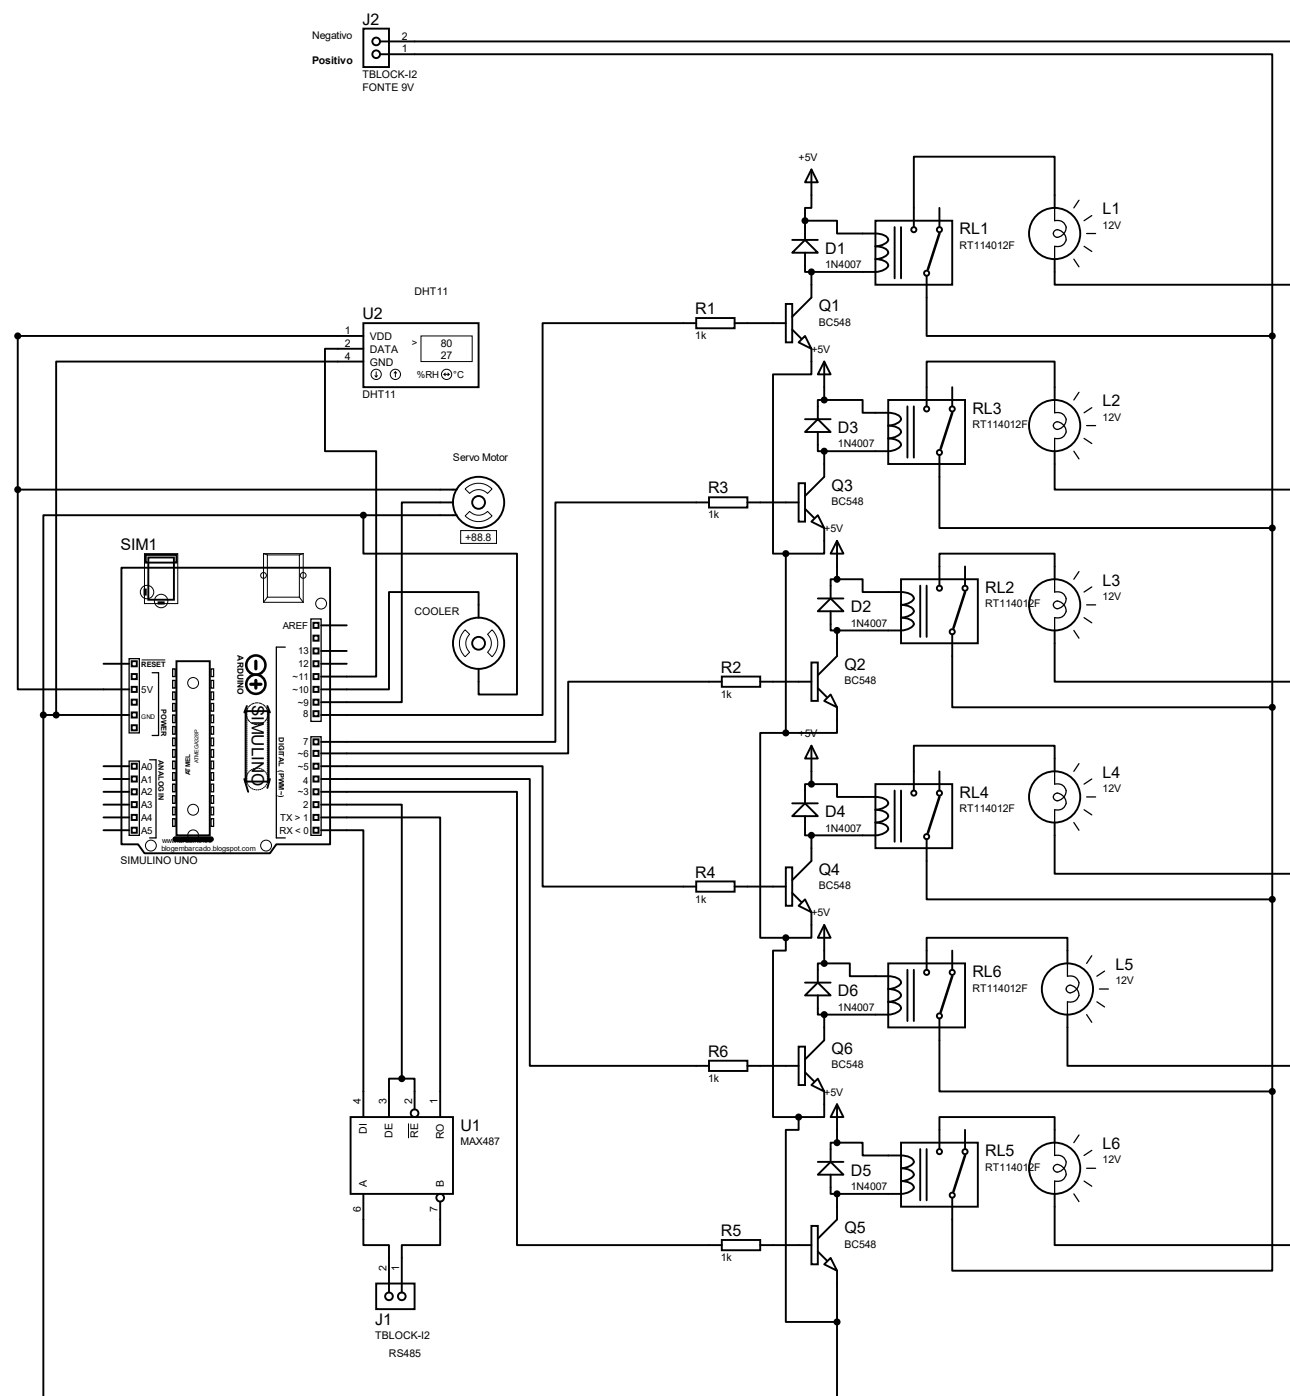 J2
Negativo
2
Positivo
1
TBLOCK-I2
FONTE 9V
+5V
D1
1N4007
RL1
RT114012F
L1
12V
R1
1k
Q1
BC548
DHT11
U2
1
VDD
2
DATA
4
GND
>
80
27
%RH
°C
DHT11
+5V
D3
1N4007
RL3
RT114012F
L2
12V
R3
1k
Q3
BC548
Servo Motor
+88.8
+5V
D2
1N4007
RL2
RT114012F
L3
12V
R2
1k
Q2
BC548
COOLER
SIM1
AREF
13
12
~11
~10
~9
8
7
~6
~5
4
~3
2
TX > 1
RX < 0
RESET
5V
GND
POWER
A0
A1
A2
A3
A4
A5
ANALOG IN
ATMEL
ATMEGA328P
ARDUINO
SIMULINO
DIGITAL (PWM~)
blogembarcado.blogspot.com
SIMULINO UNO
+5V
D4
1N4007
RL4
RT114012F
L4
12V
R4
1k
Q4
BC548
+5V
D6
1N4007
RL6
RT114012F
L5
12V
R6
1k
Q6
BC548
+5V
D5
1N4007
RL5
RT114012F
L6
12V
R5
1k
Q5
BC548
4
3
2
1
DI
DE
RE
RO
U1
MAX487
A
B
6
7
2
1
J1
TBLOCK-I2
RS485